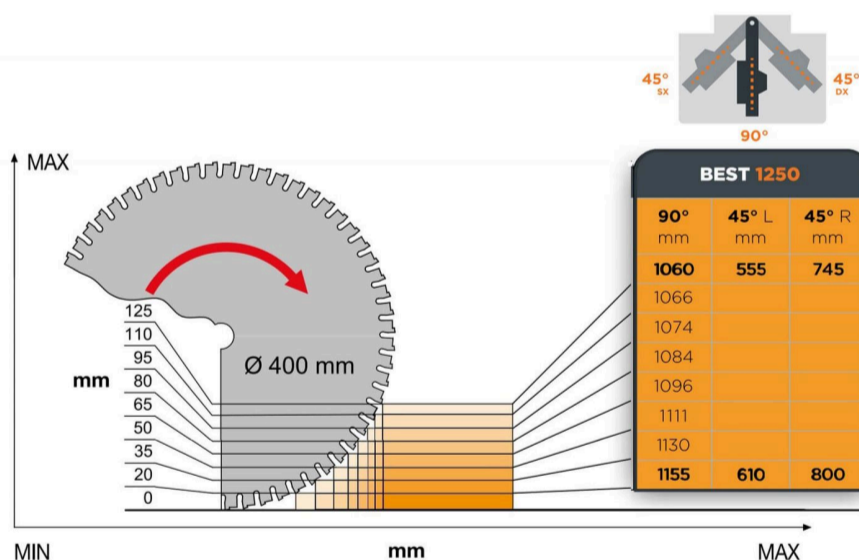 45° SX
45° DX
90°
MAX
BEST 1250
90° mm
45° L mm
45° R mm
1060 555 745
1066
1074
1084
1096
1111
1130
1155 610 800
125
110
95
80
65
50
35
20
0
mm
Ø 400 mm
MIN
mm
MAX